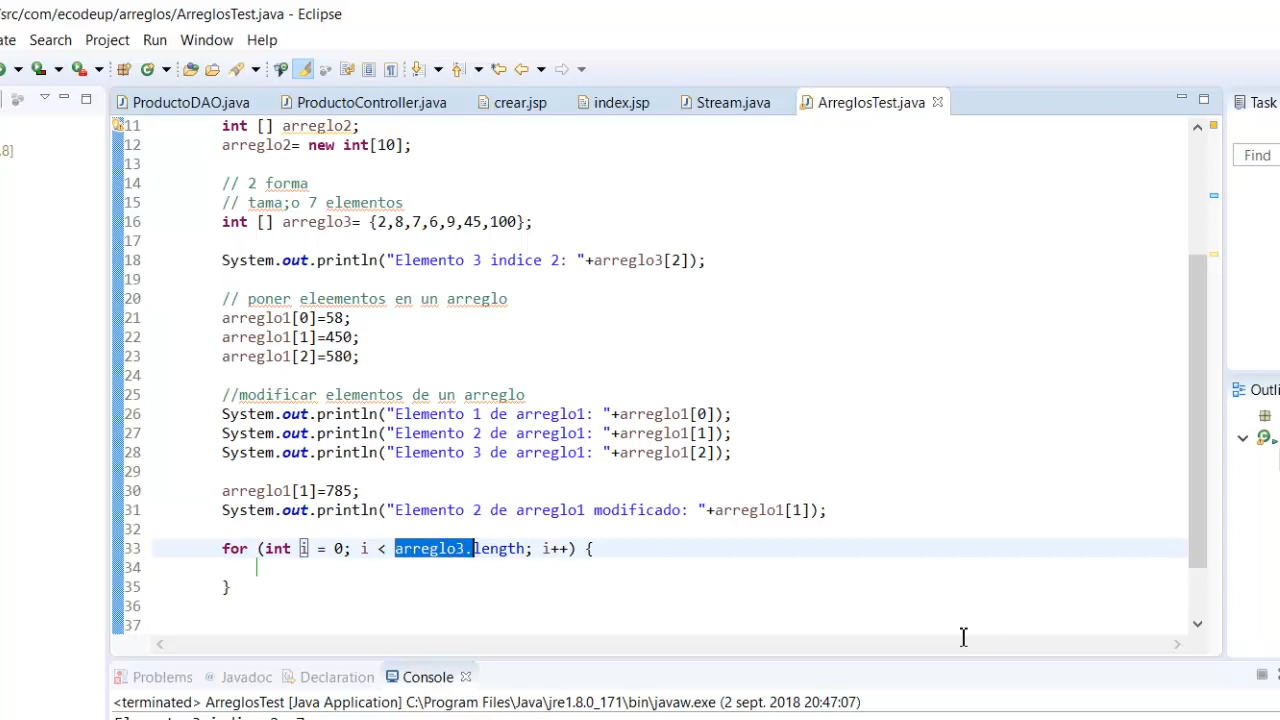 /src/com/ecodeup/arreglos/ArreglosTest.java - Eclipse
ate Search Project Run Window Help
ProductoDAO.java ProductoController.java crear.jsp index.jsp Stream.java ArreglosTest.java
Task
.8]
Find
11 int [] arreglo2;
12 arreglo2= new int[10];
13
14 // 2 forma
15 // tama;o 7 elementos
16 int [] arreglo3= {2,8,7,6,9,45,100};
17
18 System.out.println("Elemento 3 indice 2: "+arreglo3[2]);
19
20 // poner eleementos en un arreglo
21 arreglo1[0]=58;
22 arreglo1[1]=450;
23 arreglo1[2]=580;
24
25 //modificar elementos de un arreglo
26 System.out.println("Elemento 1 de arreglo1: "+arreglo1[0]);
27 System.out.println("Elemento 2 de arreglo1: "+arreglo1[1]);
28 System.out.println("Elemento 3 de arreglo1: "+arreglo1[2]);
29
30 arreglo1[1]=785;
31 System.out.println("Elemento 2 de arreglo1 modificado: "+arreglo1[1]);
32
33 for (int i = 0; i < arreglo3.length; i++) {
34
35 }
36
37
Outli
Problems @ Javadoc Declaration Console
<terminated> ArreglosTest [Java Application] C:\Program Files\Java\jre1.8.0_171\bin\javaw.exe (2 sept. 2018 20:47:07)